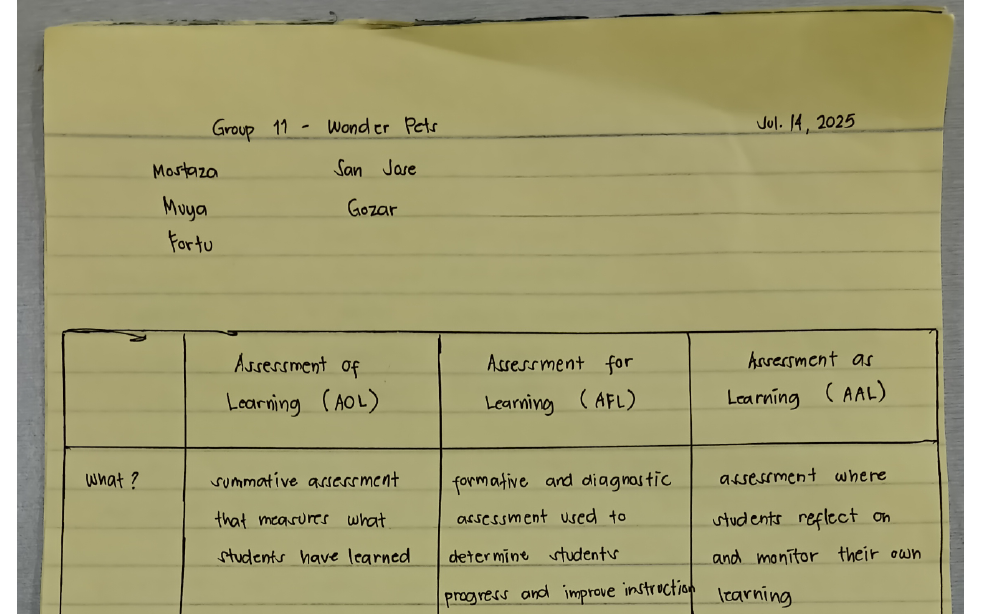 Group 11 - Wonder Pets
Jul. 14, 2025
Mostaza
San Jose
Muya
Gozar
Fortu
Assessment of
Learning (AOL)
Assessment for
Learning (AFL)
Assessment as
Learning (AAL)
What?
summative assessment
that measures what
students have learned
formative and diagnostic
assessment used to
determine students
progress and improve instruction
assessment where
students reflect on
and monitor their own
learning